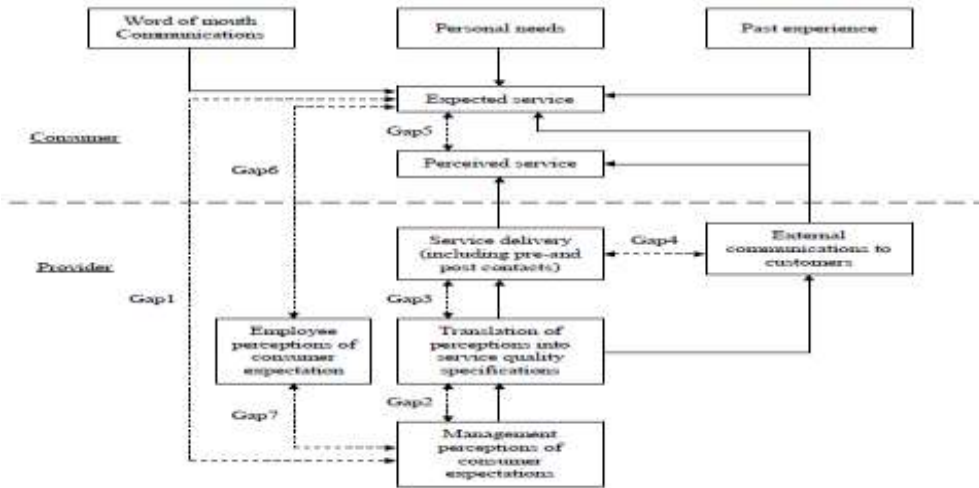 Word of mouth
Communications
Personal needs
Past experience
Expected service
Consumer
Gap5
Gap6
Perceived service
Service delivery
(including pre-and
post contacts)
Gap4
External
communications to
customers
Provider
Gap1
Gap3
Employee
perceptions of
consumer
expectation
Translation of
perceptions into
service quality
specifications
Gap7
Gap2
Management
perceptions of
consumer
expectations